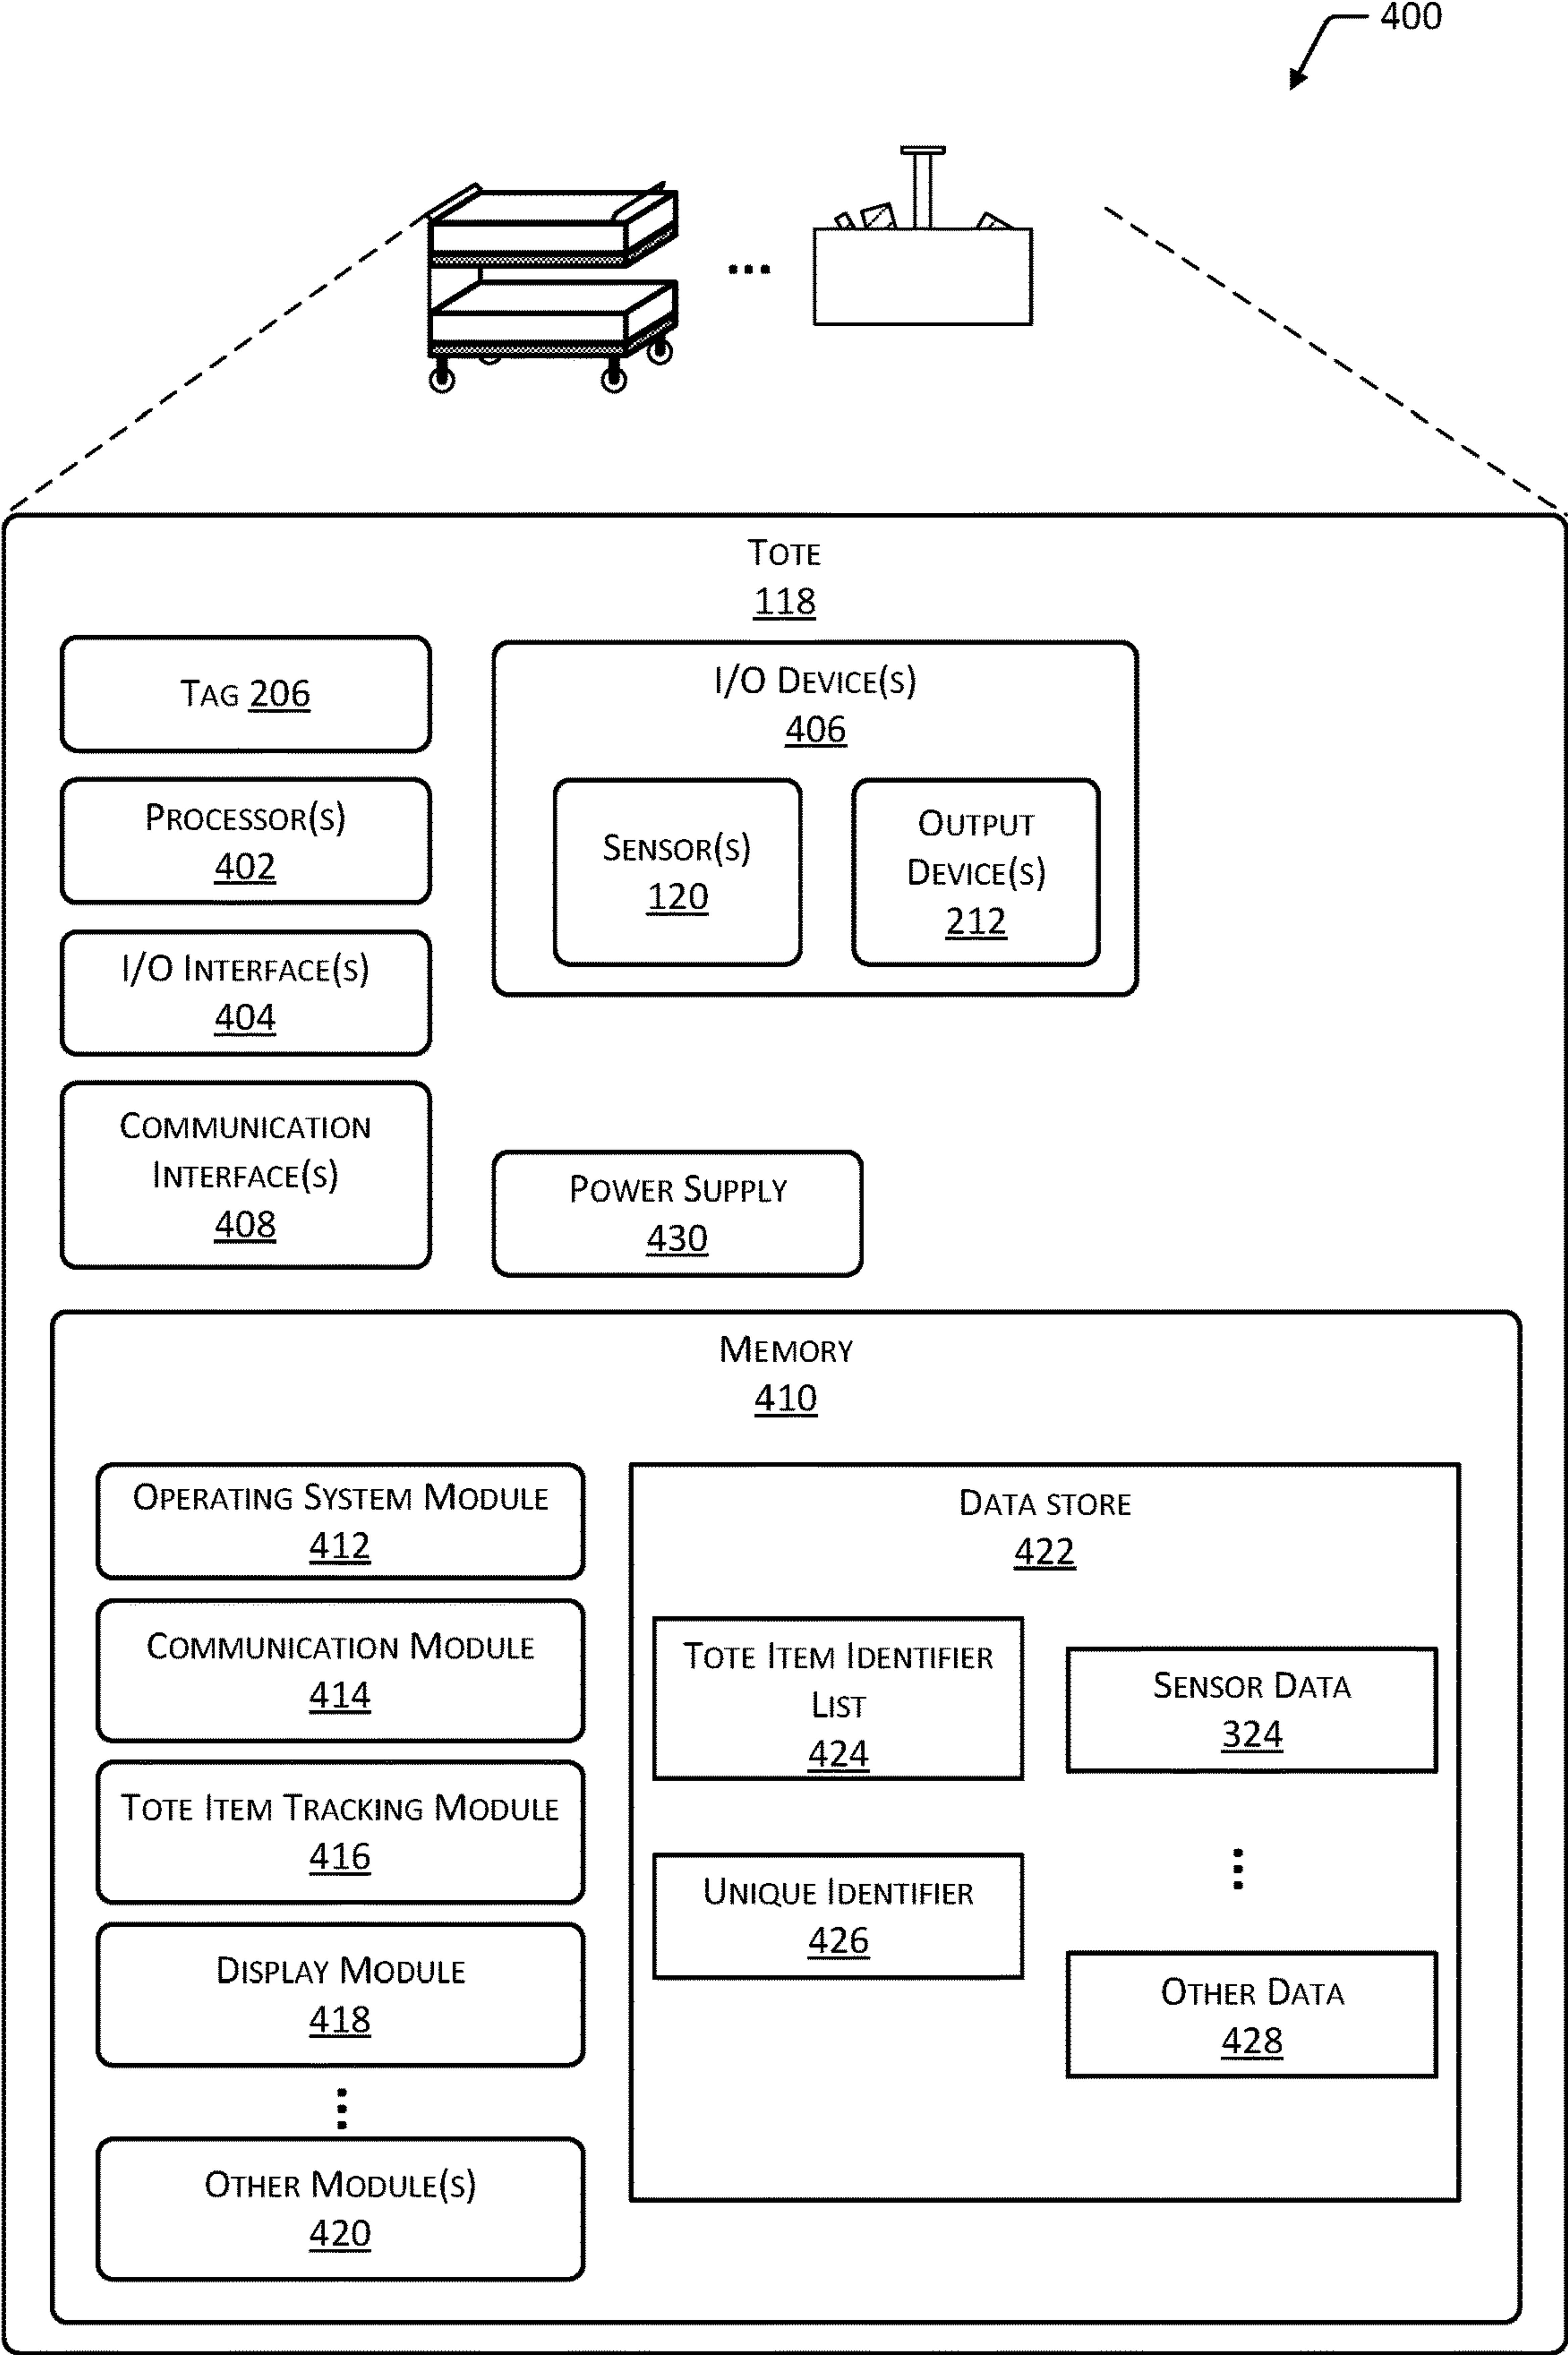 400
Tote
118
Tag 206
Processor(s)
402
I/O Interface(s)
404
Communication
Interface(s)
408
I/O Device(s)
406
Sensor(s)
120
Output
Device(s)
212
Power Supply
430
Memory
410
Operating System Module
412
Communication Module
414
Tote Item Tracking Module
416
Display Module
418
Other Module(s)
420
Data store
422
Tote Item Identifier
List
424
Unique Identifier
426
Sensor Data
324
Other Data
428